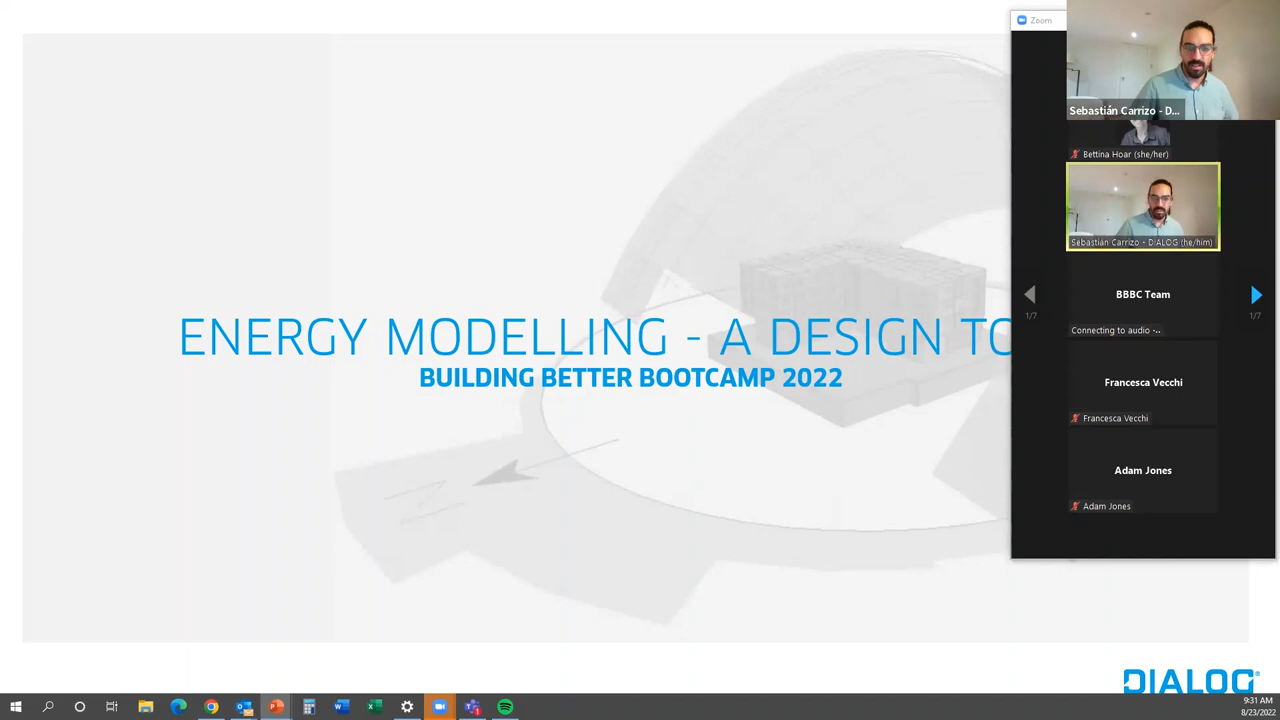 Zoom
Sebastián Carrizo - D...
Bettina Hoar (she/her)
Sebastián Carrizo - DIALOG (he/him)
BBBC Team
1/7
1/7
Connecting to audio ·..
ENERGY MODELLING - A DESIGN TO
BUILDING BETTER BOOTCAMP 2022
Francesca Vecchi
Francesca Vecchi
Adam Jones
Adam Jones
DIALOG®
9:31 AM
8/23/2022